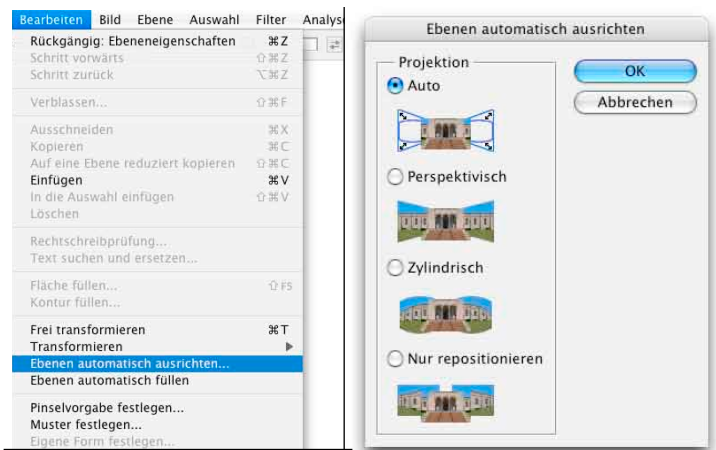 Bearbeiten Bild Ebene Auswahl Filter Analys
Rückgängig: Ebeneneigenschaften ⌘Z
Schritt vorwärts ⇧⌘Z
Schritt zurück ⌥⌘Z
Verblassen... ⇧⌘F
Ausschneiden ⌘X
Kopieren ⌘C
Auf eine Ebene reduziert kopieren ⇧⌘C
Einfügen ⌘V
In die Auswahl einfügen ⇧⌘V
Löschen
Rechtschreibprüfung...
Text suchen und ersetzen...
Fläche füllen... ⇧F5
Kontur füllen...
Frei transformieren ⌘T
Transformieren ▶
Ebenen automatisch ausrichten...
Ebenen automatisch füllen
Pinselvorgabe festlegen...
Muster festlegen...
Eigene Form festlegen...
Ebenen automatisch ausrichten
Projektion
Auto
Perspektivisch
Zylindrisch
Nur repositionieren
OK
Abbrechen